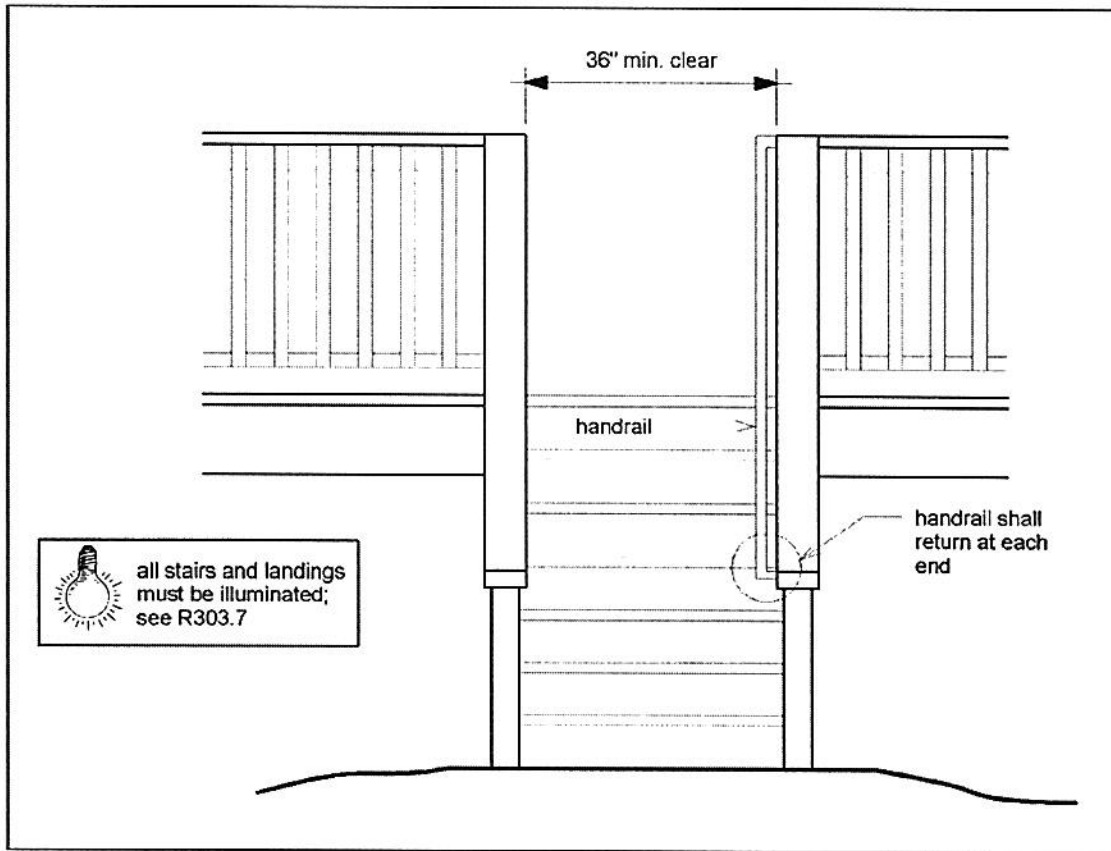 36" min. clear
handrail
handrail shall
return at each
end
all stairs and landings
must be illuminated;
see R303.7